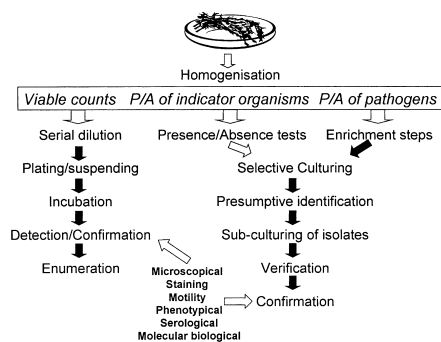 Homogenisation
Viable counts P/A of indicator organisms P/A of pathogens
Serial dilution Presence/Absence tests Enrichment steps
Plating/suspending Selective Culturing
Incubation Presumptive identification
Detection/Confirmation Sub-culturing of isolates
Enumeration Verification
Microscopical
Staining
Motility
Phenotypical Confirmation
Serological
Molecular biological